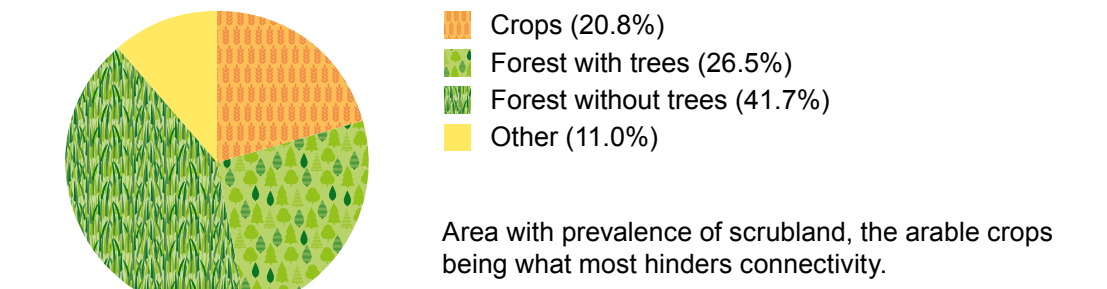 Crops (20.8%)
Forest with trees (26.5%)
Forest without trees (41.7%)
Other (11.0%)
Area with prevalence of scrubland, the arable crops
being what most hinders connectivity.